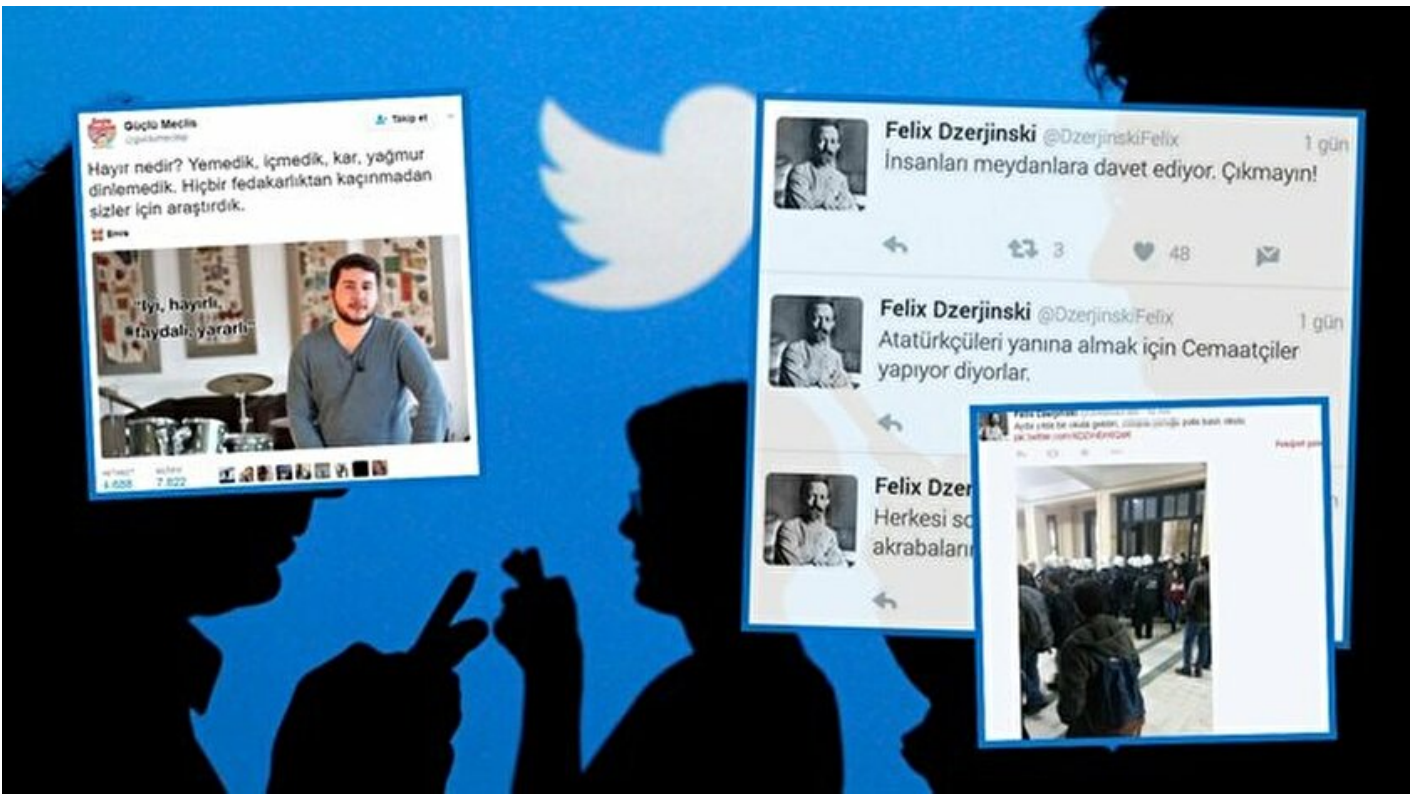 Güçlü Meclis
Takip et
Hayır nedir? Yemedik, içmedik, kar, yağmur
dinlemedik. Hiçbir fedakarlıktan kaçınmadan
sizler için araştırdık.
Emre
"İyi, hayırlı,
faydalı, yararlı"
4.688 7.822
Felix Dzerjinski @DzerjinskiFelix 1 gün
İnsanları meydanlara davet ediyor. Çıkmayın!
3 48
Felix Dzerjinski @DzerjinskiFelix 1 gün
Atatürkçüleri yanına almak için Cemaatçiler
yapıyor diyorlar.
Felix Dzer
Herkesi so
akrabaların